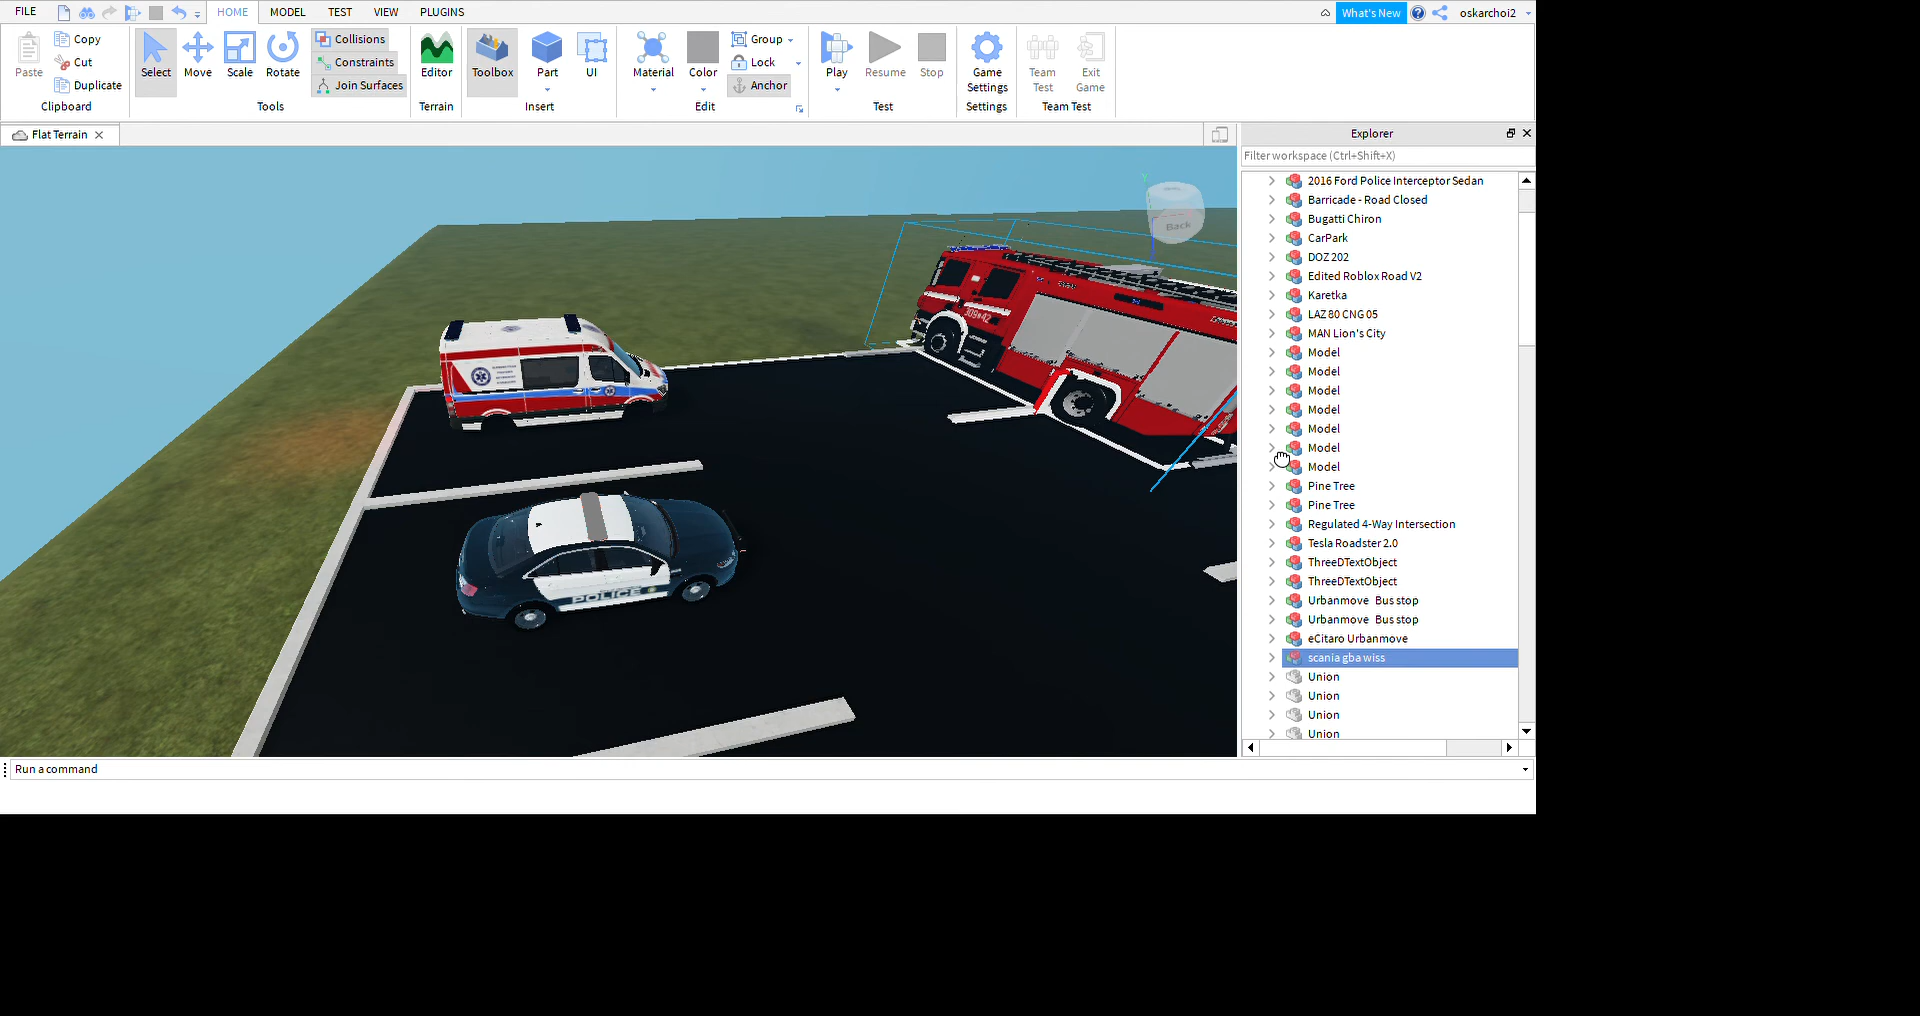 FILE
HOME
MODEL
TEST
VIEW
PLUGINS
What's New
oskarchoi2
Paste
Copy
Cut
Duplicate
Clipboard
Select
Move
Scale
Rotate
Collisions
Constraints
Join Surfaces
Tools
Editor
Terrain
Toolbox
Part
UI
Insert
Material
Color
Group
Lock
Anchor
Edit
Play
Resume
Stop
Test
Game
Settings
Settings
Team
Test
Exit
Game
Team Test
Flat Terrain
Explorer
Filter workspace (Ctrl+Shift+X)
2016 Ford Police Interceptor Sedan
Barricade - Road Closed
Bugatti Chiron
CarPark
DOZ 202
Edited Roblox Road V2
Karetka
LAZ 80 CNG 05
MAN Lion's City
Model
Model
Model
Model
Model
Model
Model
Pine Tree
Pine Tree
Regulated 4-Way Intersection
Tesla Roadster 2.0
ThreeDTextObject
ThreeDTextObject
Urbanmove Bus stop
Urbanmove Bus stop
eCitaro Urbanmove
scania gba wiss
Union
Union
Union
Union
Y
Back
POLICE
Run a command